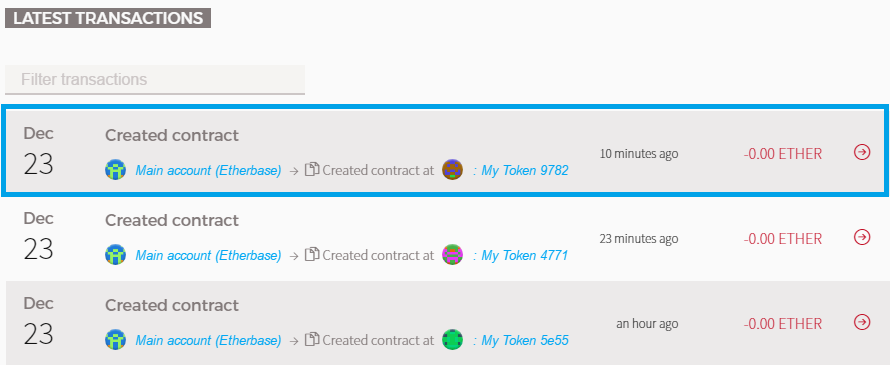 LATEST TRANSACTIONS
Filter transactions
Dec
23
Created contract
Main account (Etherbase) → Created contract at : My Token 9782
10 minutes ago
-0.00 ETHER
Dec
23
Created contract
Main account (Etherbase) → Created contract at : My Token 4771
23 minutes ago
-0.00 ETHER
Dec
23
Created contract
Main account (Etherbase) → Created contract at : My Token 5e55
an hour ago
-0.00 ETHER